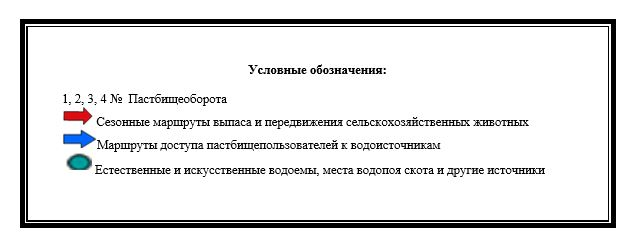 Условные обозначения:
1, 2, 3, 4 № Пастбищеоборота
Сезонные маршруты выпаса и передвижения сельскохозяйственных животных
Маршруты доступа пастбищепользователей к водоисточникам
Естественные и искусственные водоемы, места водопоя скота и другие источники